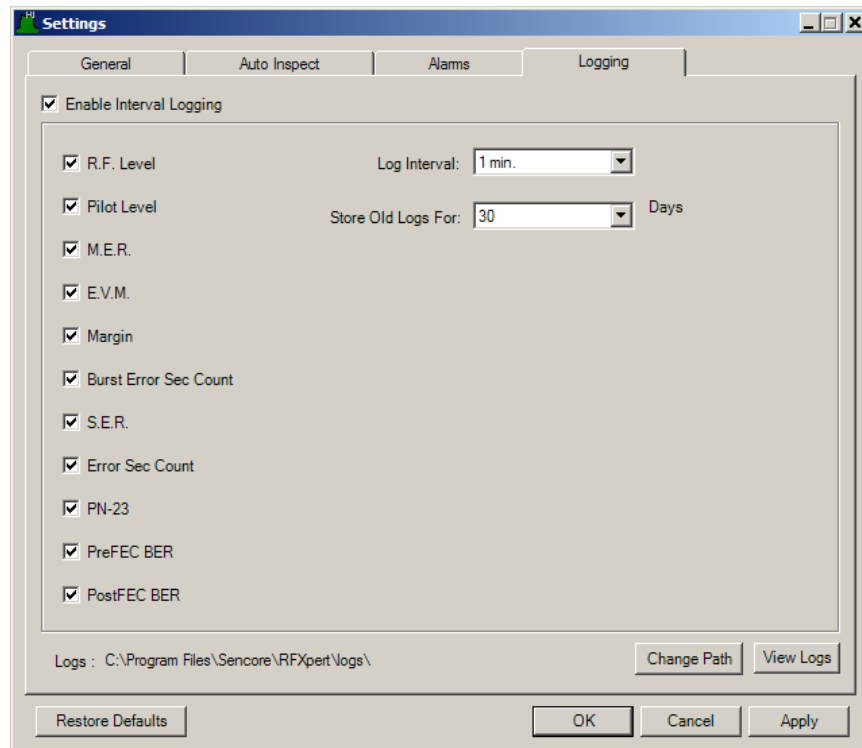 HJ
Settings
General Auto Inspect Alarms Logging
Enable Interval Logging
R.F. Level Log Interval: 1 min.
Pilot Level Store Old Logs For: 30 Days
M.E.R.
E.V.M.
Margin
Burst Error Sec Count
S.E.R.
Error Sec Count
PN-23
PreFEC BER
PostFEC BER
Logs : C:\Program Files\Sencore\RFXpert\logs\ Change Path View Logs
Restore Defaults OK Cancel Apply